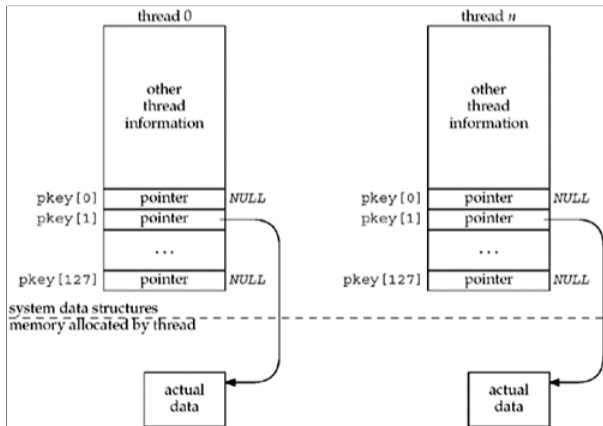 thread 0
thread n
other
thread
information
other
thread
information
pkey[0] pointer NULL
pkey[0] pointer NULL
pkey[1] pointer
pkey[1] pointer
...
...
pkey[127] pointer NULL
pkey[127] pointer NULL
system data structures
memory allocated by thread
actual
data
actual
data